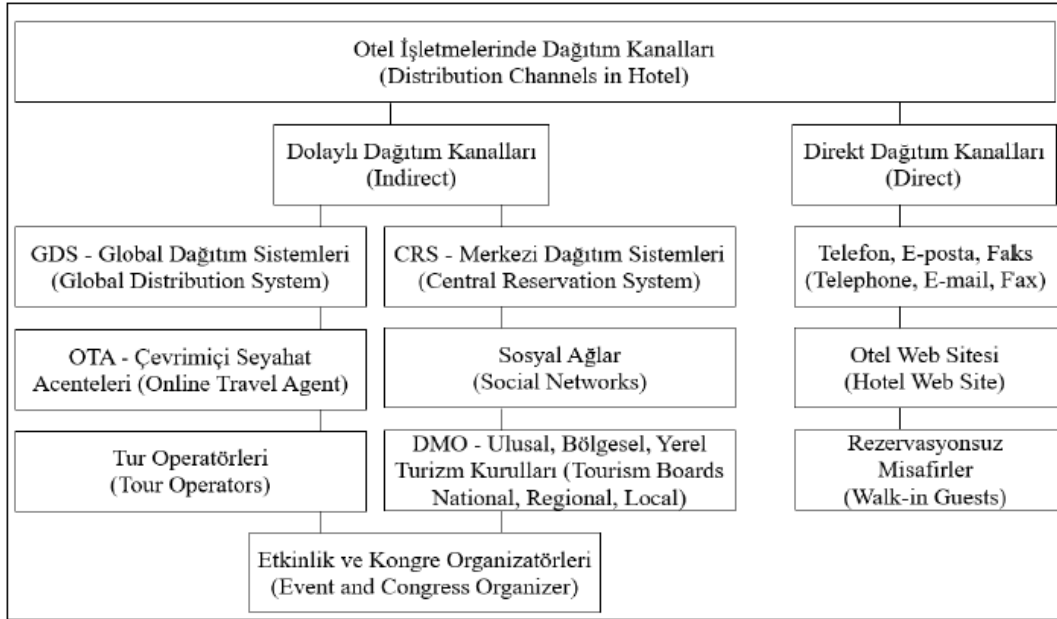 Otel İşletmelerinde Dağıtım Kanalları
(Distribution Channels in Hotel)
Dolaylı Dağıtım Kanalları
(Indirect)
Direkt Dağıtım Kanalları
(Direct)
GDS - Global Dağıtım Sistemleri
(Global Distribution System)
CRS - Merkezi Dağıtım Sistemleri
(Central Reservation System)
Telefon, E-posta, Faks
(Telephone, E-mail, Fax)
OTA - Çevrimiçi Seyahat
Acenteleri (Online Travel Agent)
Sosyal Ağlar
(Social Networks)
Otel Web Sitesi
(Hotel Web Site)
Tur Operatörleri
(Tour Operators)
DMO - Ulusal, Bölgesel, Yerel
Turizm Kurulları (Tourism Boards
National, Regional, Local)
Rezervasyonsuz
Misafirler
(Walk-in Guests)
Etkinlik ve Kongre Organizatörleri
(Event and Congress Organizer)